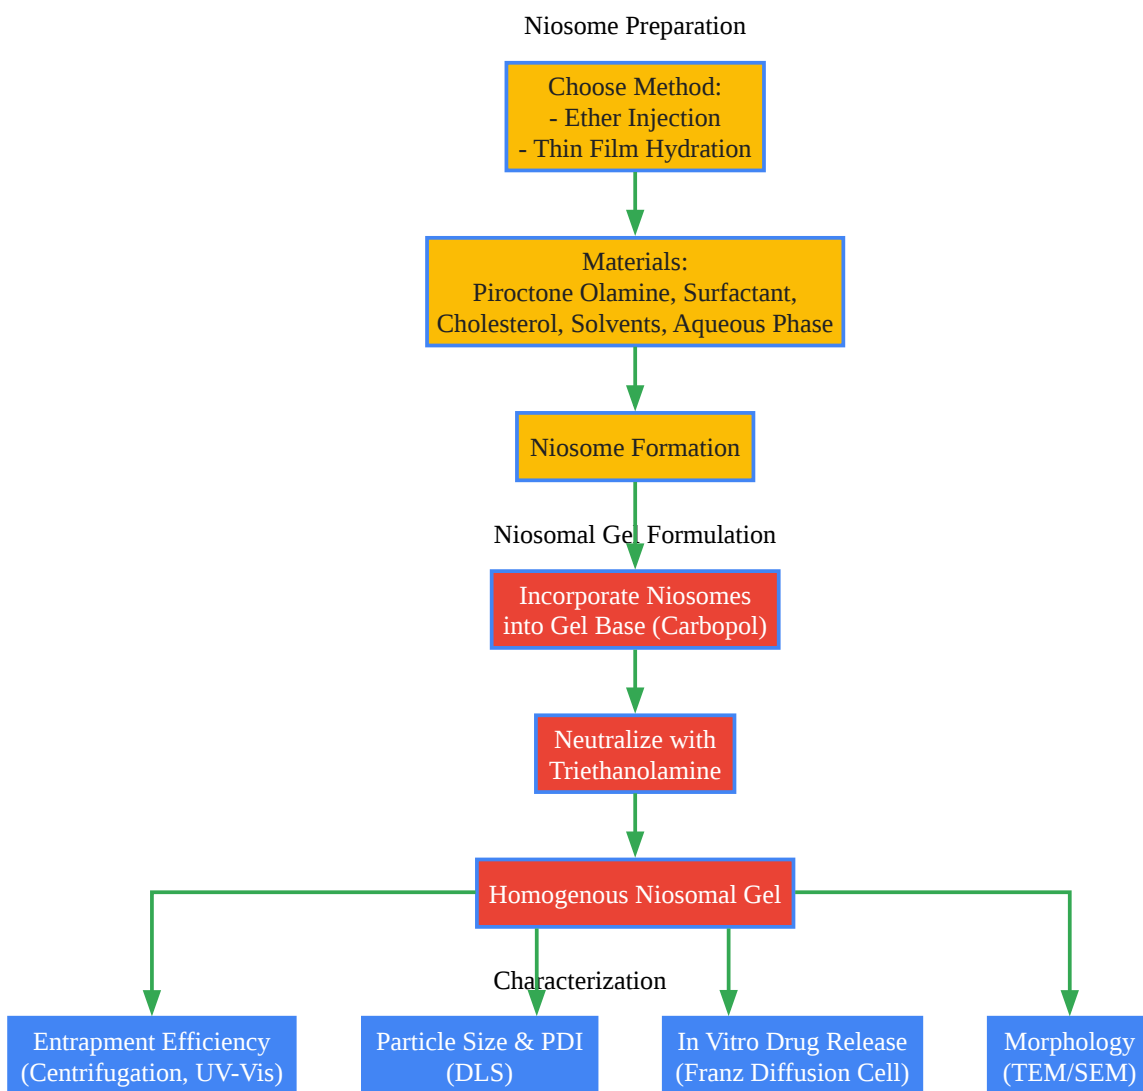 Niosome Preparation
Choose Method:
- Ether Injection
- Thin Film Hydration
Materials:
Piroctone Olamine, Surfactant,
Cholesterol, Solvents, Aqueous Phase
Niosome Formation
Niosomal Gel Formulation
Incorporate Niosomes
into Gel Base (Carbopol)
Neutralize with
Triethanolamine
Homogenous Niosomal Gel
Characterization
Entrapment Efficiency
(Centrifugation, UV-Vis)
Particle Size & PDI
(DLS)
In Vitro Drug Release
(Franz Diffusion Cell)
Morphology
(TEM/SEM)